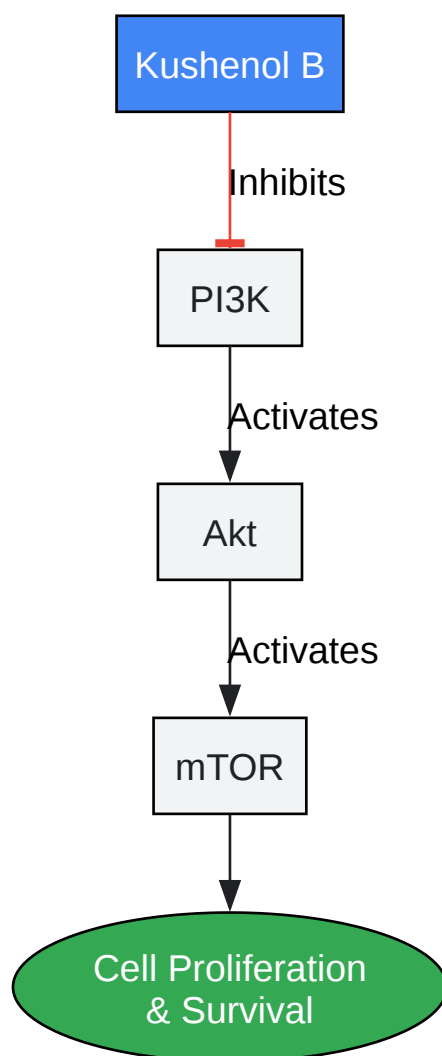 Kushenol B
Inhibits
PI3K
Activates
Akt
Activates
mTOR
Cell Proliferation
& Survival